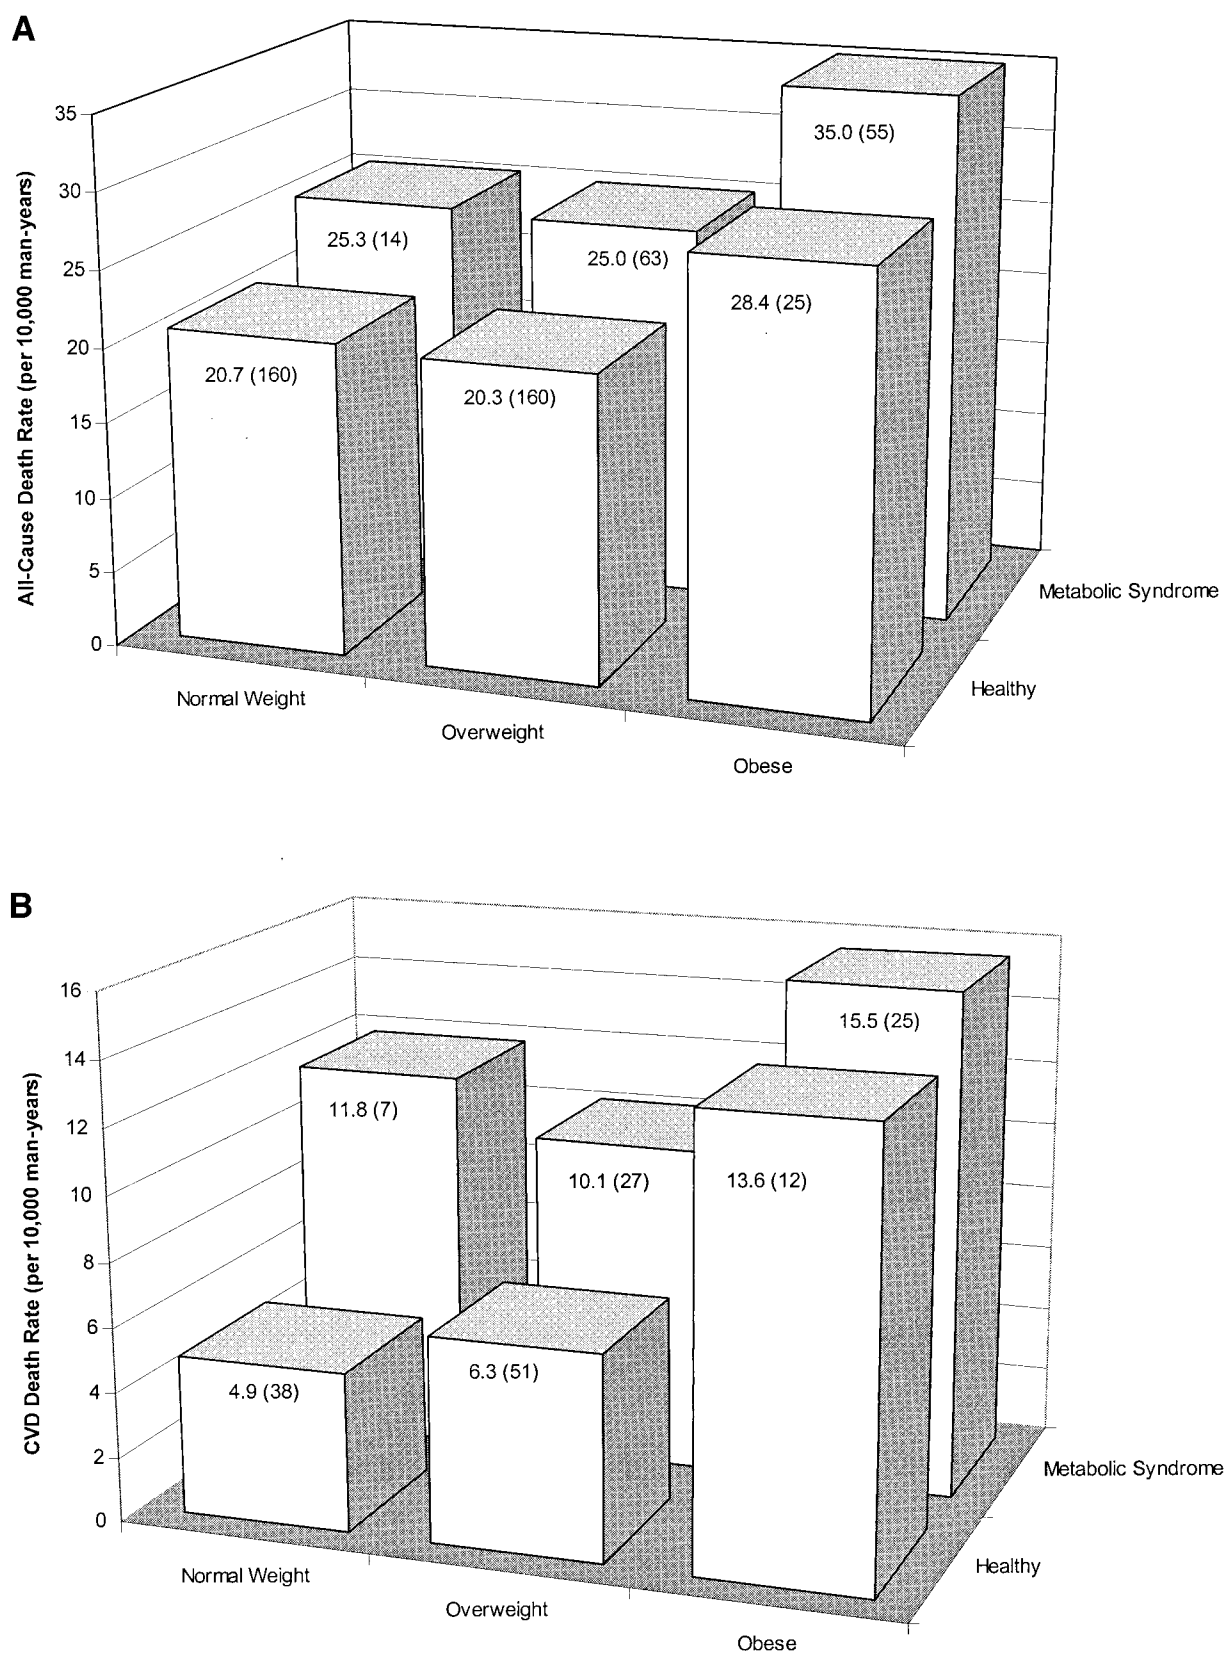 A
All-Cause Death Rate (per 10,000 man-years)
35
30
25
20
15
10
5
0
35.0 (55)
25.3 (14)
25.0 (63)
28.4 (25)
20.7 (160)
20.3 (160)
Metabolic Syndrome
Healthy
Normal Weight
Overweight
Obese
B
CVD Death Rate (per 10,000 man-years)
16
14
12
10
8
6
4
2
0
15.5 (25)
11.8 (7)
10.1 (27)
13.6 (12)
4.9 (38)
6.3 (51)
Metabolic Syndrome
Healthy
Normal Weight
Overweight
Obese